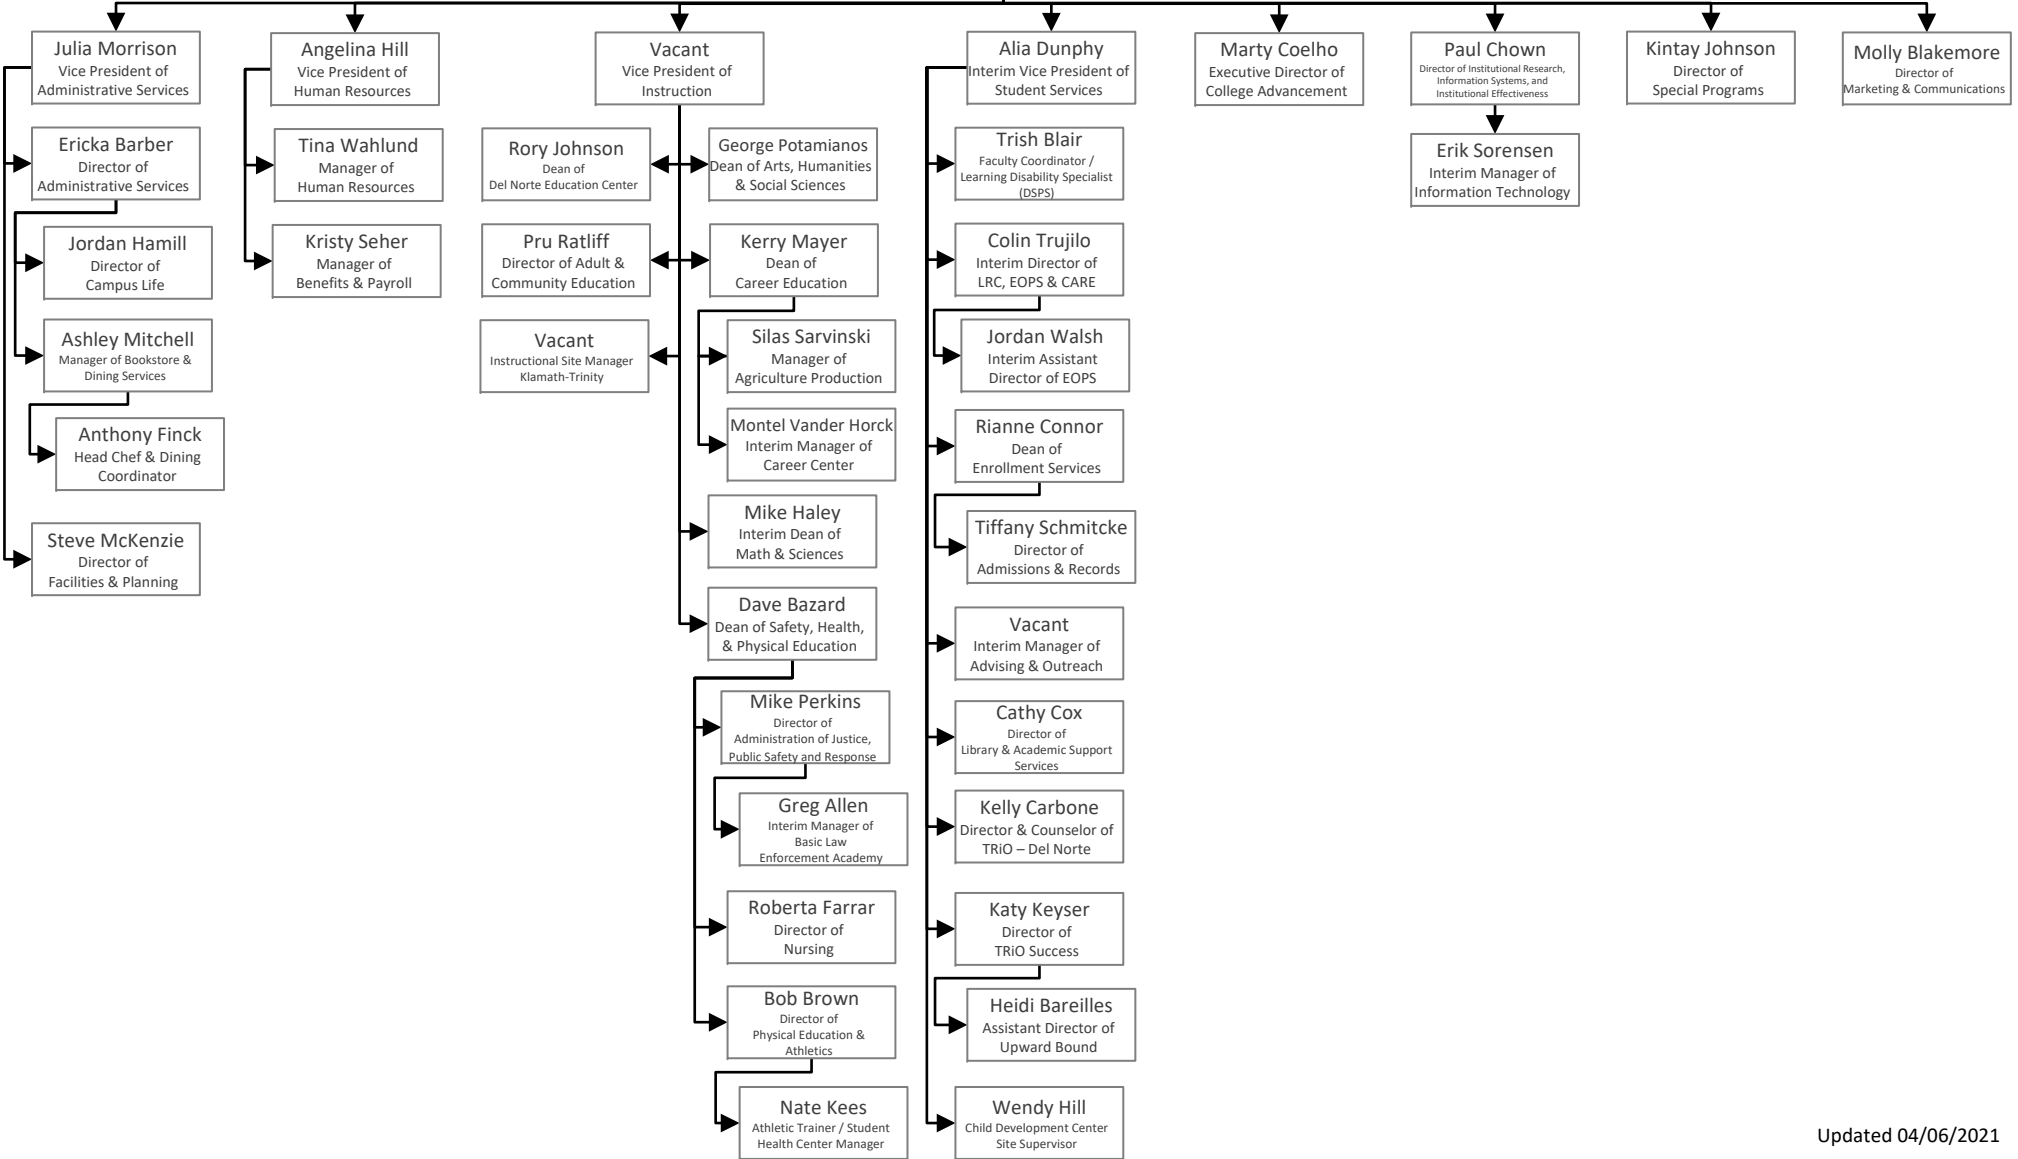 Julia Morrison
Vice President of
Administrative Services
Ericka Barber
Director of
Administrative Services
Jordan Hamill
Director of
Campus Life
Ashley Mitchell
Manager of Bookstore &
Dining Services
Anthony Finck
Head Chef & Dining
Coordinator
Steve McKenzie
Director of
Facilities & Planning
Angelina Hill
Vice President of
Human Resources
Tina Wahlund
Manager of
Human Resources
Kristy Seher
Manager of
Benefits & Payroll
Vacant
Vice President of
Instruction
Rory Johnson
Dean of
Del Norte Education Center
George Potamianos
Dean of Arts, Humanities
& Social Sciences
Pru Ratliff
Director of Adult &
Community Education
Kerry Mayer
Dean of
Career Education
Vacant
Instructional Site Manager
Klamath-Trinity
Silas Sarvinski
Manager of
Agriculture Production
Montel Vander Horck
Interim Manager of
Career Center
Mike Haley
Interim Dean of
Math & Sciences
Dave Bazard
Dean of Safety, Health,
& Physical Education
Mike Perkins
Director of
Administration of Justice,
Public Safety and Response
Greg Allen
Interim Manager of
Basic Law
Enforcement Academy
Roberta Farrar
Director of
Nursing
Bob Brown
Director of
Physical Education &
Athletics
Nate Kees
Athletic Trainer / Student
Health Center Manager
Alia Dunphy
Interim Vice President of
Student Services
Trish Blair
Faculty Coordinator /
Learning Disability Specialist
(DSPS)
Colin Trujilo
Interim Director of
LRC, EOPS & CARE
Jordan Walsh
Interim Assistant
Director of EOPS
Rianne Connor
Dean of
Enrollment Services
Tiffany Schmitcke
Director of
Admissions & Records
Vacant
Interim Manager of
Advising & Outreach
Cathy Cox
Director of
Library & Academic Support
Services
Kelly Carbone
Director & Counselor of
TRiO – Del Norte
Katy Keyser
Director of
TRiO Success
Heidi Bareilles
Assistant Director of
Upward Bound
Wendy Hill
Child Development Center
Site Supervisor
Marty Coelho
Executive Director of
College Advancement
Paul Chown
Director of Institutional Research,
Information Systems, and
Institutional Effectiveness
Erik Sorensen
Interim Manager of
Information Technology
Kintay Johnson
Director of
Special Programs
Molly Blakemore
Director of
Marketing & Communications
Updated 04/06/2021